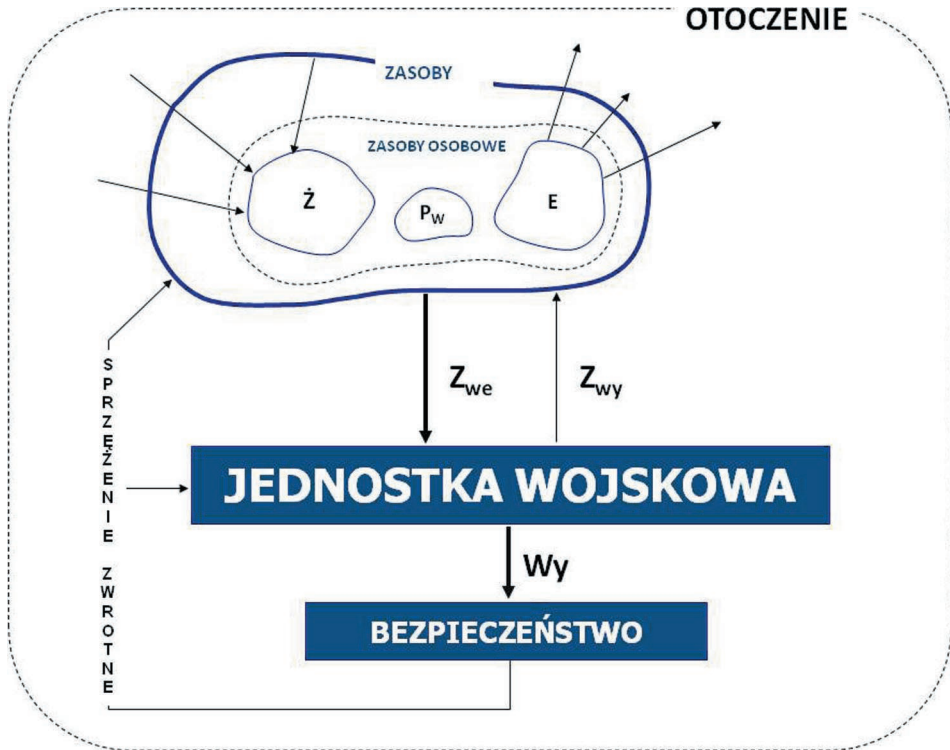 OTOCZENIE
ZASOBY
ZASOBY OSOBOWE
Ż
PW
E
Zwe
Zwy
SPRZĘŻENIE ZWROTNE
JEDNOSTKA WOJSKOWA
Wy
BEZPIECZEŃSTWO